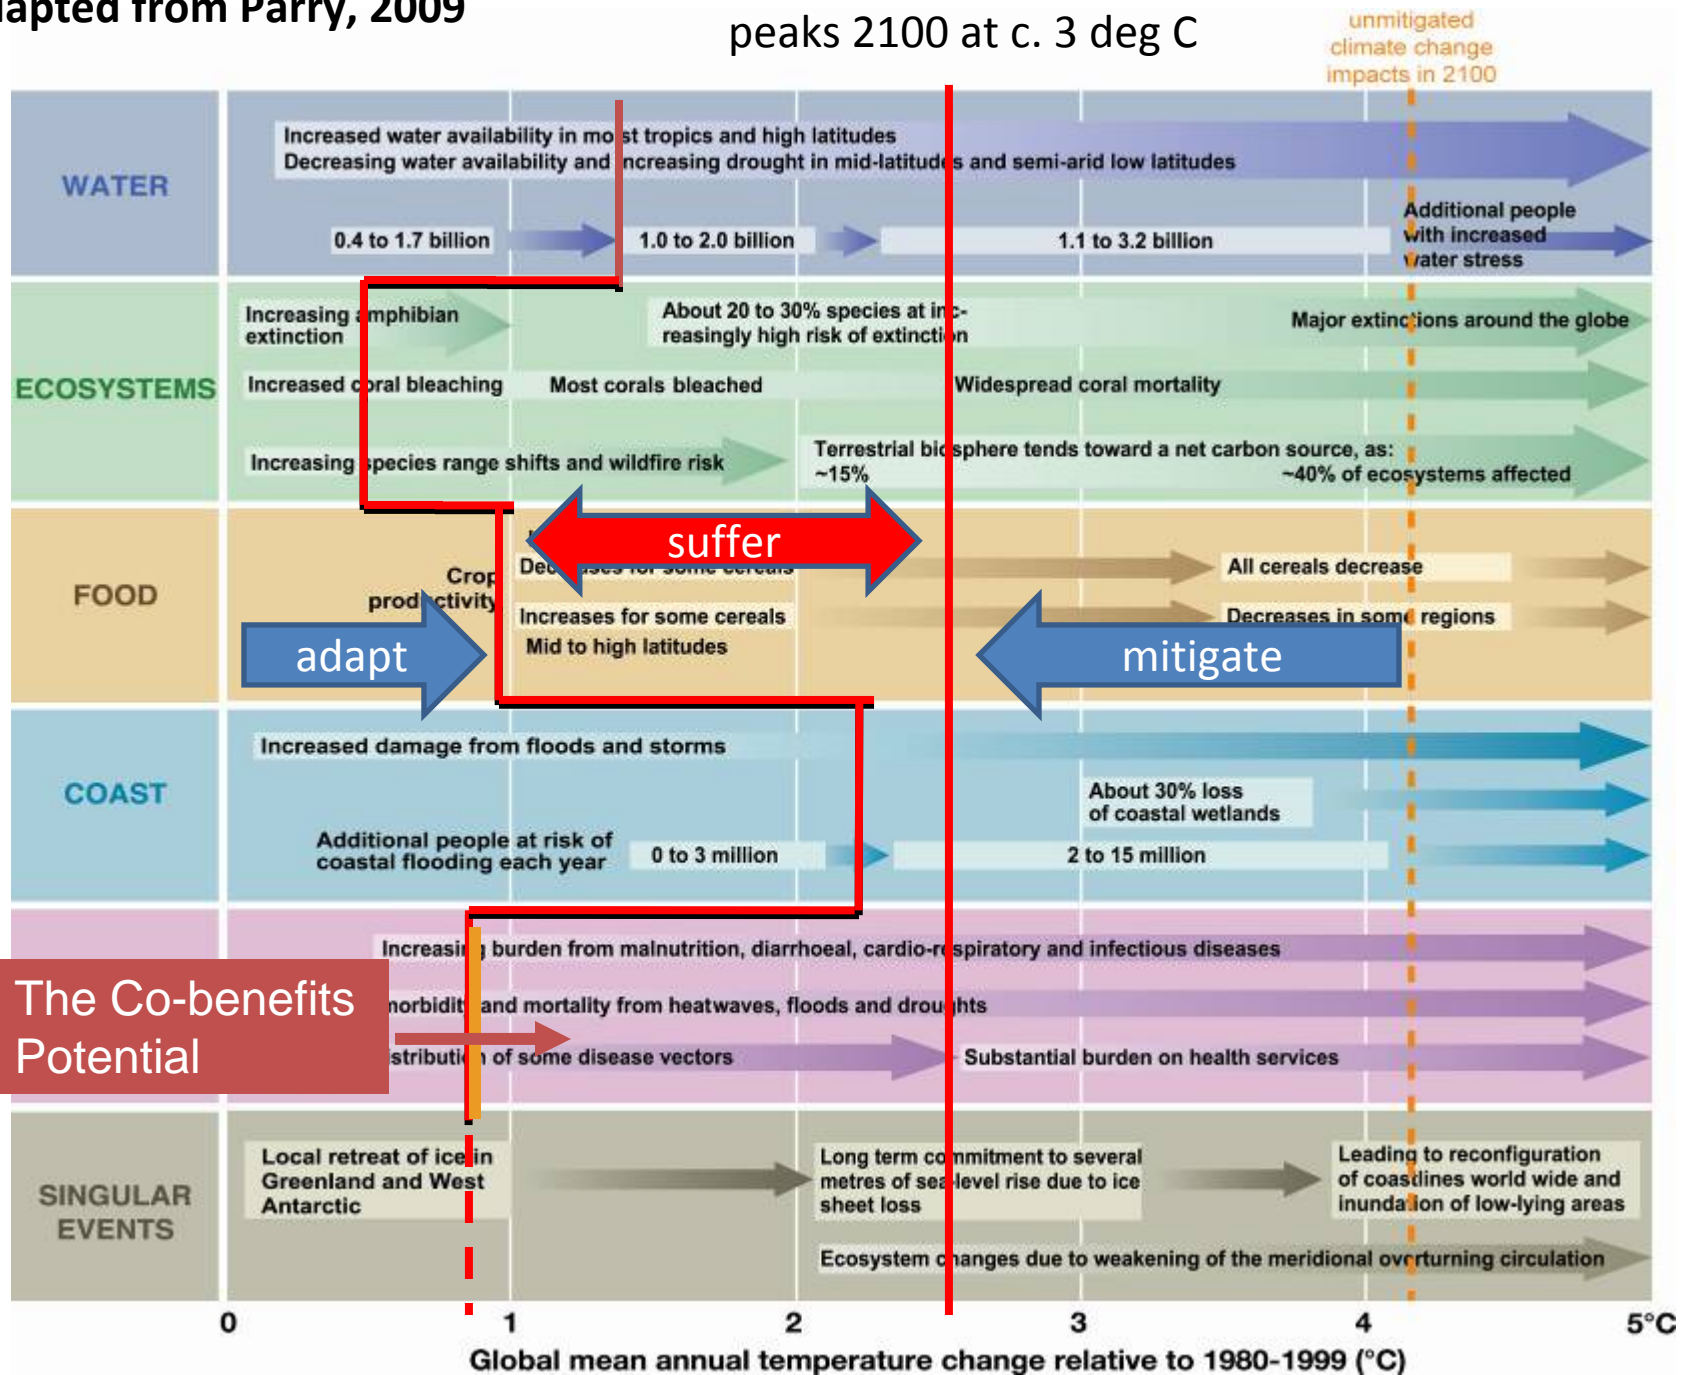 dapted from Parry, 2009
peaks 2100 at c. 3 deg C
unmitigated
climate change
impacts in 2100
WATER
Increased water availability in moist tropics and high latitudes
Decreasing water availability and increasing drought in mid-latitudes and semi-arid low latitudes
0.4 to 1.7 billion
1.0 to 2.0 billion
1.1 to 3.2 billion
Additional people
with increased
water stress
ECOSYSTEMS
Increasing amphibian
extinction
About 20 to 30% species at inc-
reasingly high risk of extinction
Major extinctions around the globe
Increased coral bleaching
Most corals bleached
Widespread coral mortality
Increasing species range shifts and wildfire risk
Terrestrial biosphere tends toward a net carbon source, as:
~15%
~40% of ecosystems affected
FOOD
suffer
Crop
productivity
Decreases for some cereals
All cereals decrease
Increases for some cereals
Mid to high latitudes
Decreases in some regions
adapt
mitigate
COAST
Increased damage from floods and storms
About 30% loss
of coastal wetlands
Additional people at risk of
coastal flooding each year
0 to 3 million
2 to 15 million
Increasing burden from malnutrition, diarrhoeal, cardio-respiratory and infectious diseases
The Co-benefits
Potential
morbidity and mortality from heatwaves, floods and droughts
istribution of some disease vectors
Substantial burden on health services
SINGULAR
EVENTS
Local retreat of ice in
Greenland and West
Antarctic
Long term commitment to several
metres of sea-level rise due to ice
sheet loss
Leading to reconfiguration
of coastlines world wide and
inundation of low-lying areas
Ecosystem changes due to weakening of the meridional overturning circulation
0 1 2 3 4 5°C
Global mean annual temperature change relative to 1980-1999 (°C)